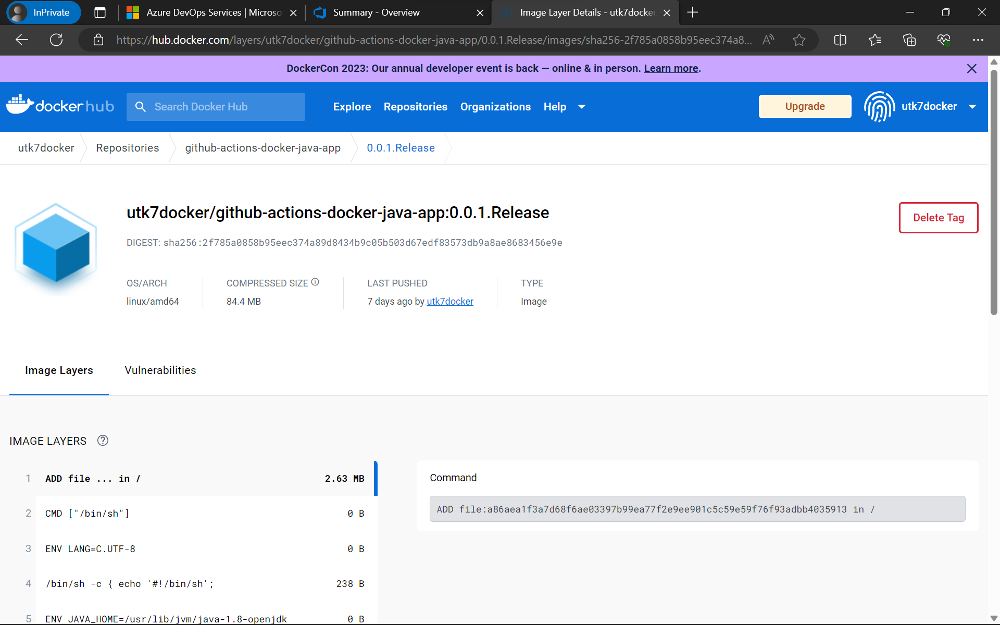 InPrivate
Azure DevOps Services | Microso
Summary - Overview
Image Layer Details - utk7docker
https://hub.docker.com/layers/utk7docker/github-actions-docker-java-app/0.0.1.Release/images/sha256-2f785a0858b95eec374a8...
DockerCon 2023: Our annual developer event is back — online & in person. Learn more.
dockerhub
Search Docker Hub
Explore
Repositories
Organizations
Help
Upgrade
utk7docker
utk7docker
Repositories
github-actions-docker-java-app
0.0.1.Release
utk7docker/github-actions-docker-java-app:0.0.1.Release
Delete Tag
DIGEST: sha256:2f785a0858b95eec374a89d8434b9c05b503d67edf83573db9a8ae8683456e9e
OS/ARCH
COMPRESSED SIZE
LAST PUSHED
TYPE
linux/amd64
84.4 MB
7 days ago by utk7docker
Image
Image Layers
Vulnerabilities
IMAGE LAYERS
1 ADD file ... in / 2.63 MB
2 CMD ["/bin/sh"] 0 B
3 ENV LANG=C.UTF-8 0 B
4 /bin/sh -c { echo '#!/bin/sh'; 238 B
5 ENV JAVA_HOME=/usr/lib/jvm/java-1.8-openjdk 0 B
Command
ADD file:a86aea1f3a7d68f6ae03397b99ea77f2e9ee901c5c59e59f76f93adbb4035913 in /